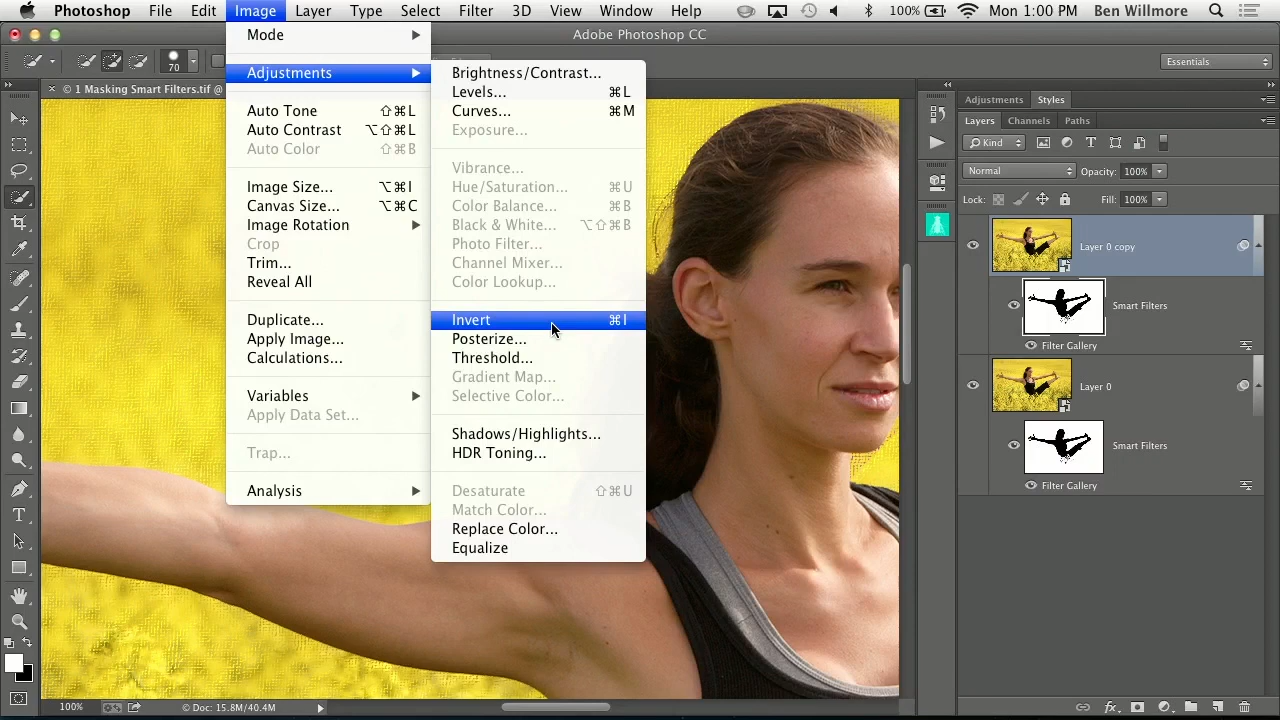 Photoshop File Edit Image Layer Type Select Filter 3D View Window Help 100% Mon 1:00 PM Ben Willmore
Adobe Photoshop CC
70
Essentials
× © 1 Masking Smart Filters.tif @
Mode
Adjustments
Auto Tone ⇧⌘L
Auto Contrast ⌥⇧⌘L
Auto Color ⇧⌘B
Image Size... ⌥⌘I
Canvas Size... ⌥⌘C
Image Rotation
Crop
Trim...
Reveal All
Duplicate...
Apply Image...
Calculations...
Variables
Apply Data Set...
Trap...
Analysis
Brightness/Contrast...
Levels... ⌘L
Curves... ⌘M
Exposure...
Vibrance...
Hue/Saturation... ⌘U
Color Balance... ⌘B
Black & White... ⌥⇧⌘B
Photo Filter...
Channel Mixer...
Color Lookup...
Invert ⌘I
Posterize...
Threshold...
Gradient Map...
Selective Color...
Shadows/Highlights...
HDR Toning...
Desaturate ⇧⌘U
Match Color...
Replace Color...
Equalize
Adjustments Styles
Layers Channels Paths
Kind
Normal Opacity: 100%
Lock: Fill: 100%
Layer 0 copy
Smart Filters
Filter Gallery
Layer 0
Smart Filters
Filter Gallery
100% © Doc: 15.8M/40.4M